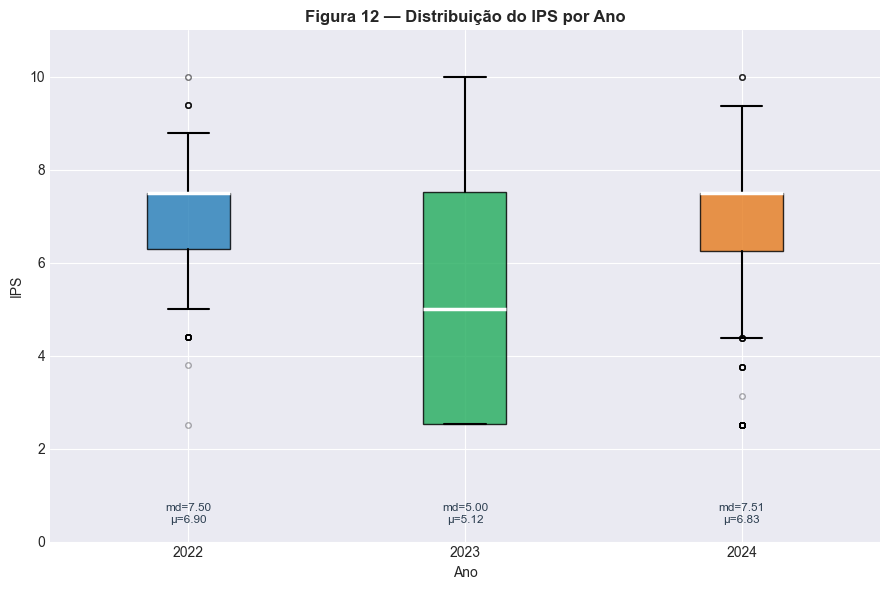 Figura 12 — Distribuição do IPS por Ano
IPS
10
8
6
4
2
0
md=7.50
μ=6.90
md=5.00
μ=5.12
md=7.51
μ=6.83
2022
2023
2024
Ano